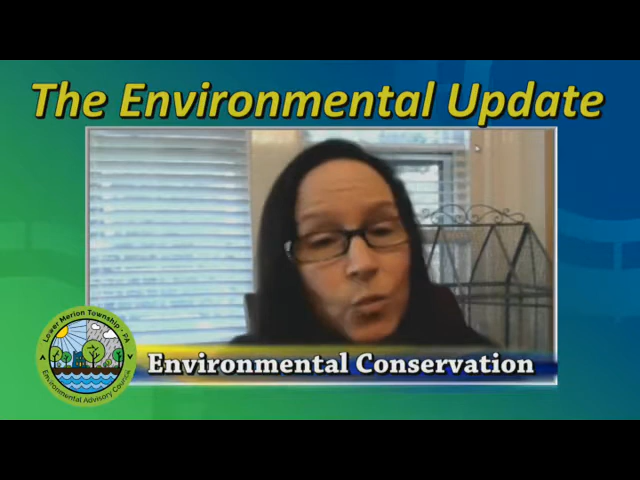 The Environmental Update
Lower Merion Township - PA
Environmental Advisory Council
Environmental Conservation